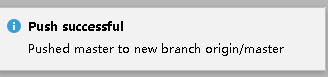 Push successful
Pushed master to new branch origin/master